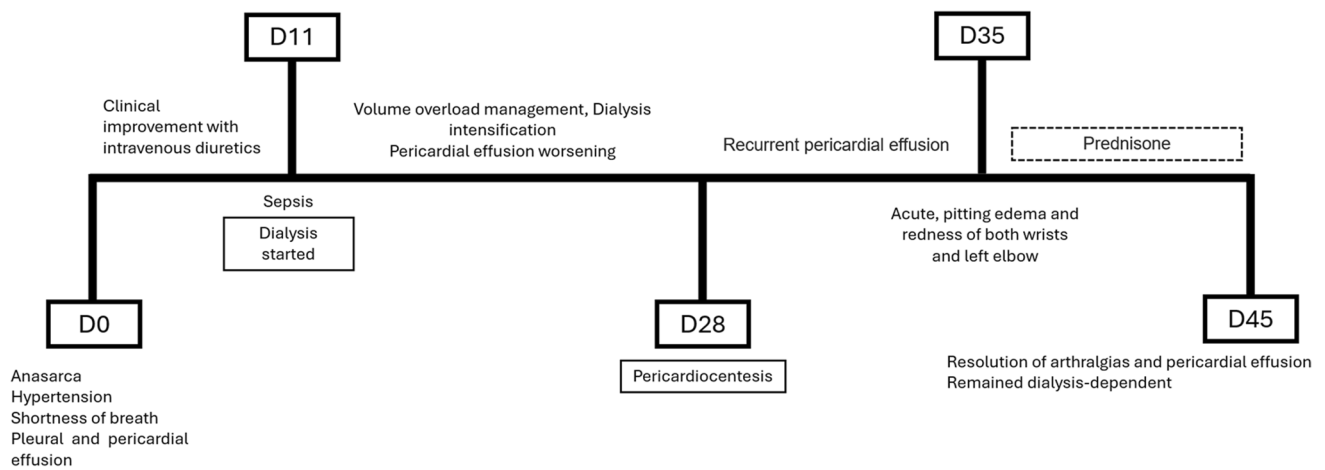 D11
D35
Clinical
improvement with
intravenous diuretics
Volume overload management, Dialysis
intensification
Pericardial effusion worsening
Recurrent pericardial effusion
Prednisone
Sepsis
Dialysis
started
Acute, pitting edema and
redness of both wrists
and left elbow
D0
D28
D45
Pericardiocentesis
Anasarca
Hypertension
Shortness of breath
Pleural and pericardial
effusion
Resolution of arthralgias and pericardial effusion
Remained dialysis-dependent